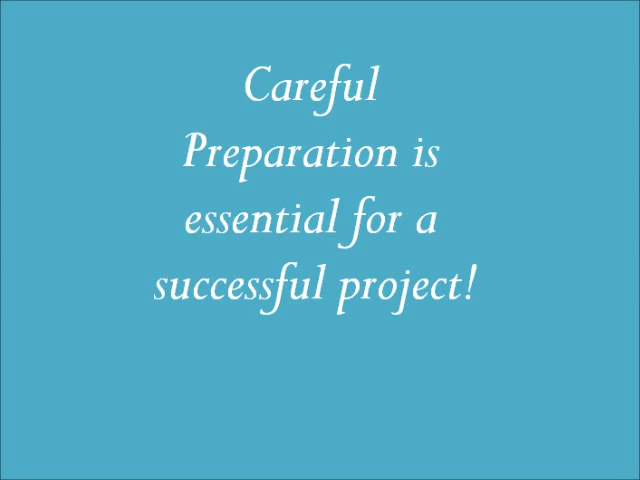 Careful
Preparation is
essential for a
successful project!